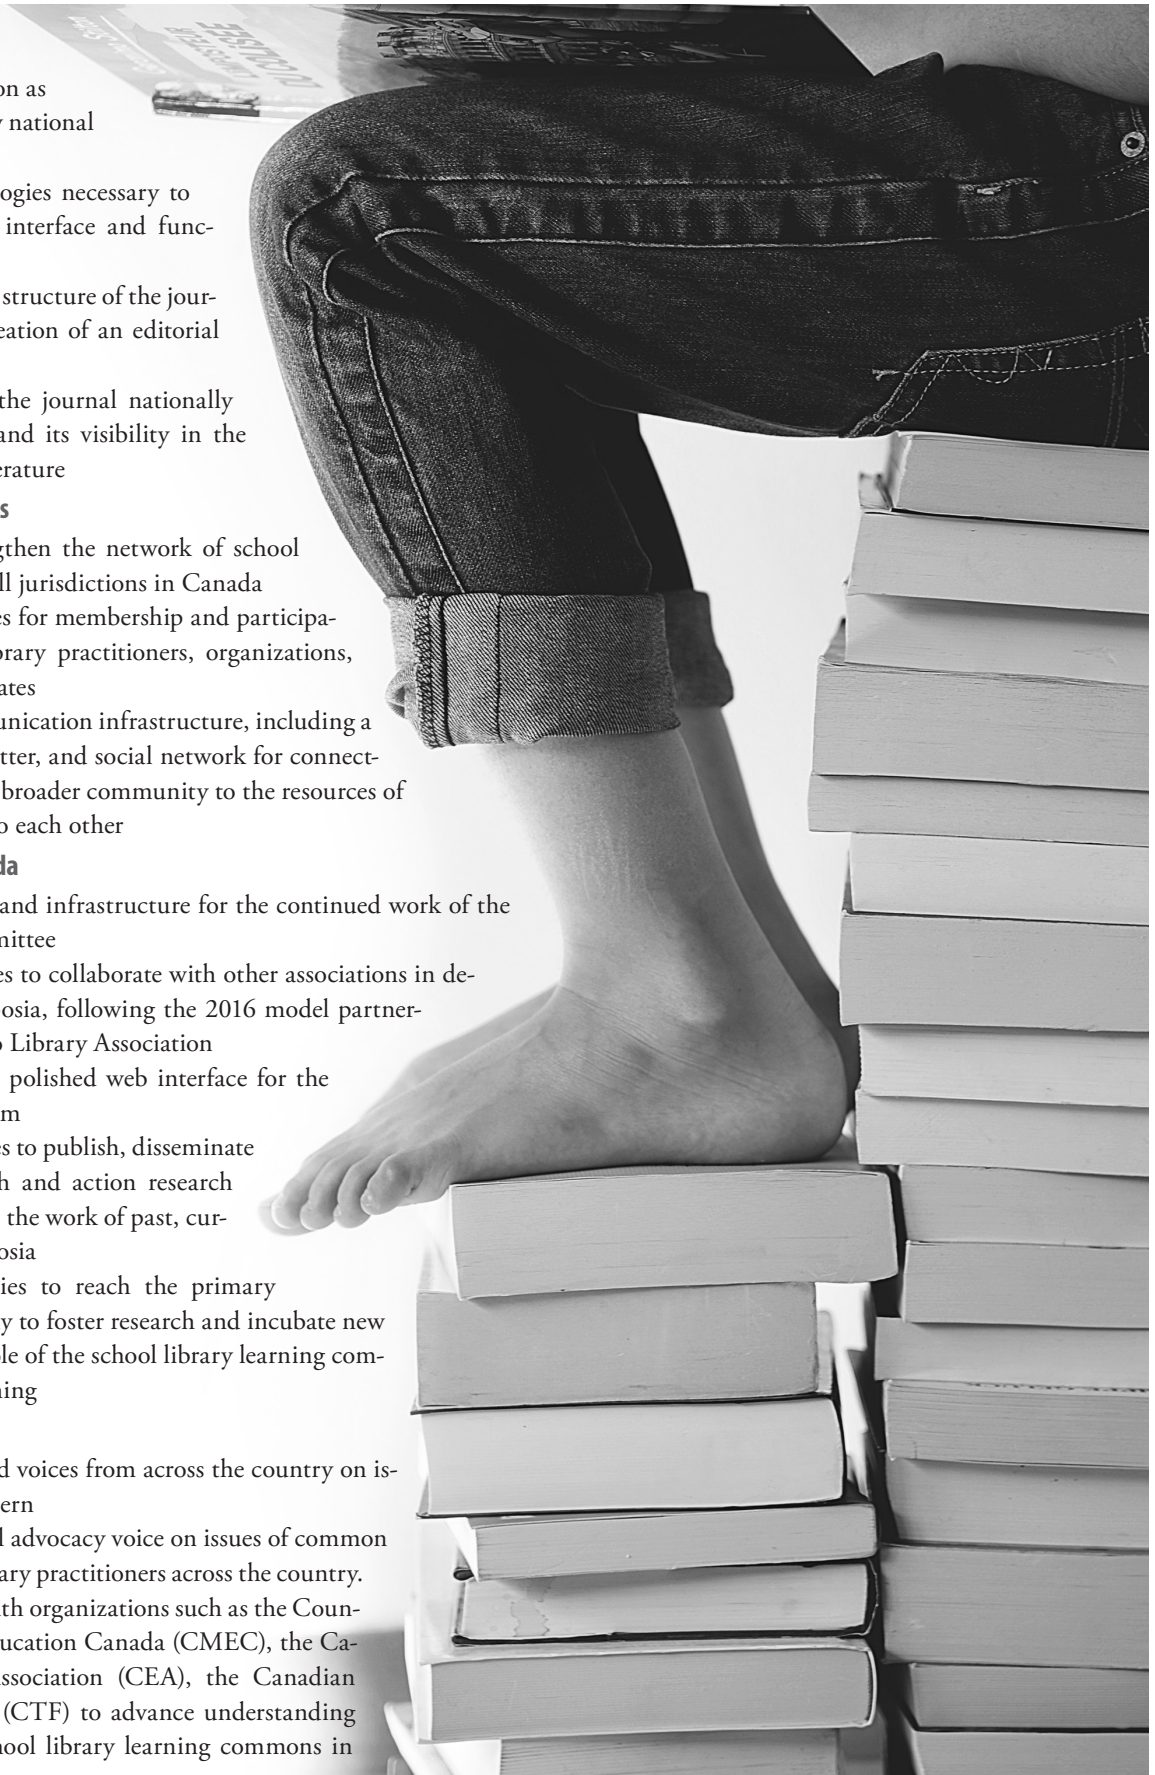 on as
y national
ogies necessary to
interface and func-
structure of the jour-
eation of an editorial
the journal nationally
and its visibility in the
erature
s
gthen the network of school
ll jurisdictions in Canada
es for membership and participa-
orary practitioners, organizations,
ates
unication infrastructure, including a
tter, and social network for connect-
broader community to the resources of
o each other
da
and infrastructure for the continued work of the
mittee
es to collaborate with other associations in de-
osia, following the 2016 model partner-
o Library Association
polished web interface for the
m
es to publish, disseminate
h and action research
the work of past, cur-
osia
ies to reach the primary
y to foster research and incubate new
ole of the school library learning com-
ning
d voices from across the country on is-
ern
l advocacy voice on issues of common
ary practitioners across the country.
ith organizations such as the Coun-
ducation Canada (CMEC), the Ca-
ssociation (CEA), the Canadian
(CTF) to advance understanding
hool library learning commons in